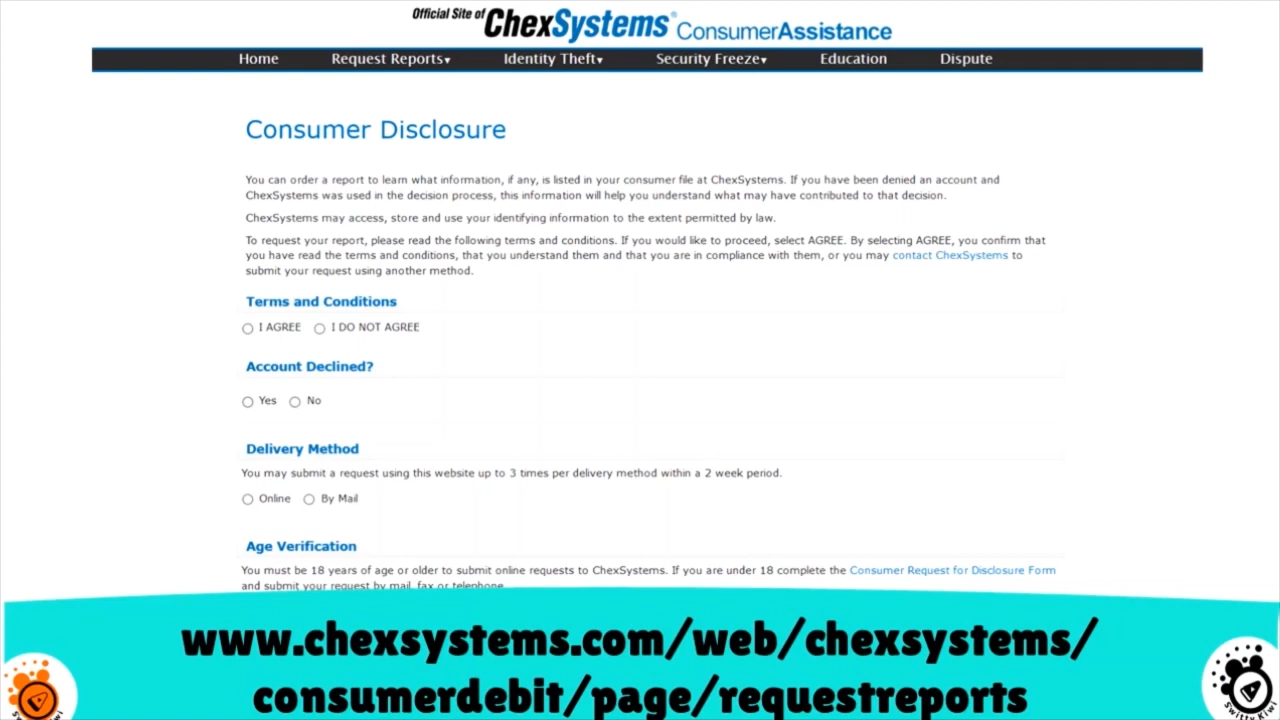 Official Site of ChexSystems® ConsumerAssistance
Home Request Reports▾ Identity Theft▾ Security Freeze▾ Education Dispute
Consumer Disclosure
You can order a report to learn what information, if any, is listed in your consumer file at ChexSystems. If you have been denied an account and
ChexSystems was used in the decision process, this information will help you understand what may have contributed to that decision.
ChexSystems may access, store and use your identifying information to the extent permitted by law.
To request your report, please read the following terms and conditions. If you would like to proceed, select AGREE. By selecting AGREE, you confirm that
you have read the terms and conditions, that you understand them and that you are in compliance with them, or you may contact ChexSystems to
submit your request using another method.
Terms and Conditions
I AGREE I DO NOT AGREE
Account Declined?
Yes No
Delivery Method
You may submit a request using this website up to 3 times per delivery method within a 2 week period.
Online By Mail
Age Verification
You must be 18 years of age or older to submit online requests to ChexSystems. If you are under 18 complete the Consumer Request for Disclosure Form
and submit your request by mail, fax or telephone.
www.chexsystems.com/web/chexsystems/
consumerdebit/page/requestreports